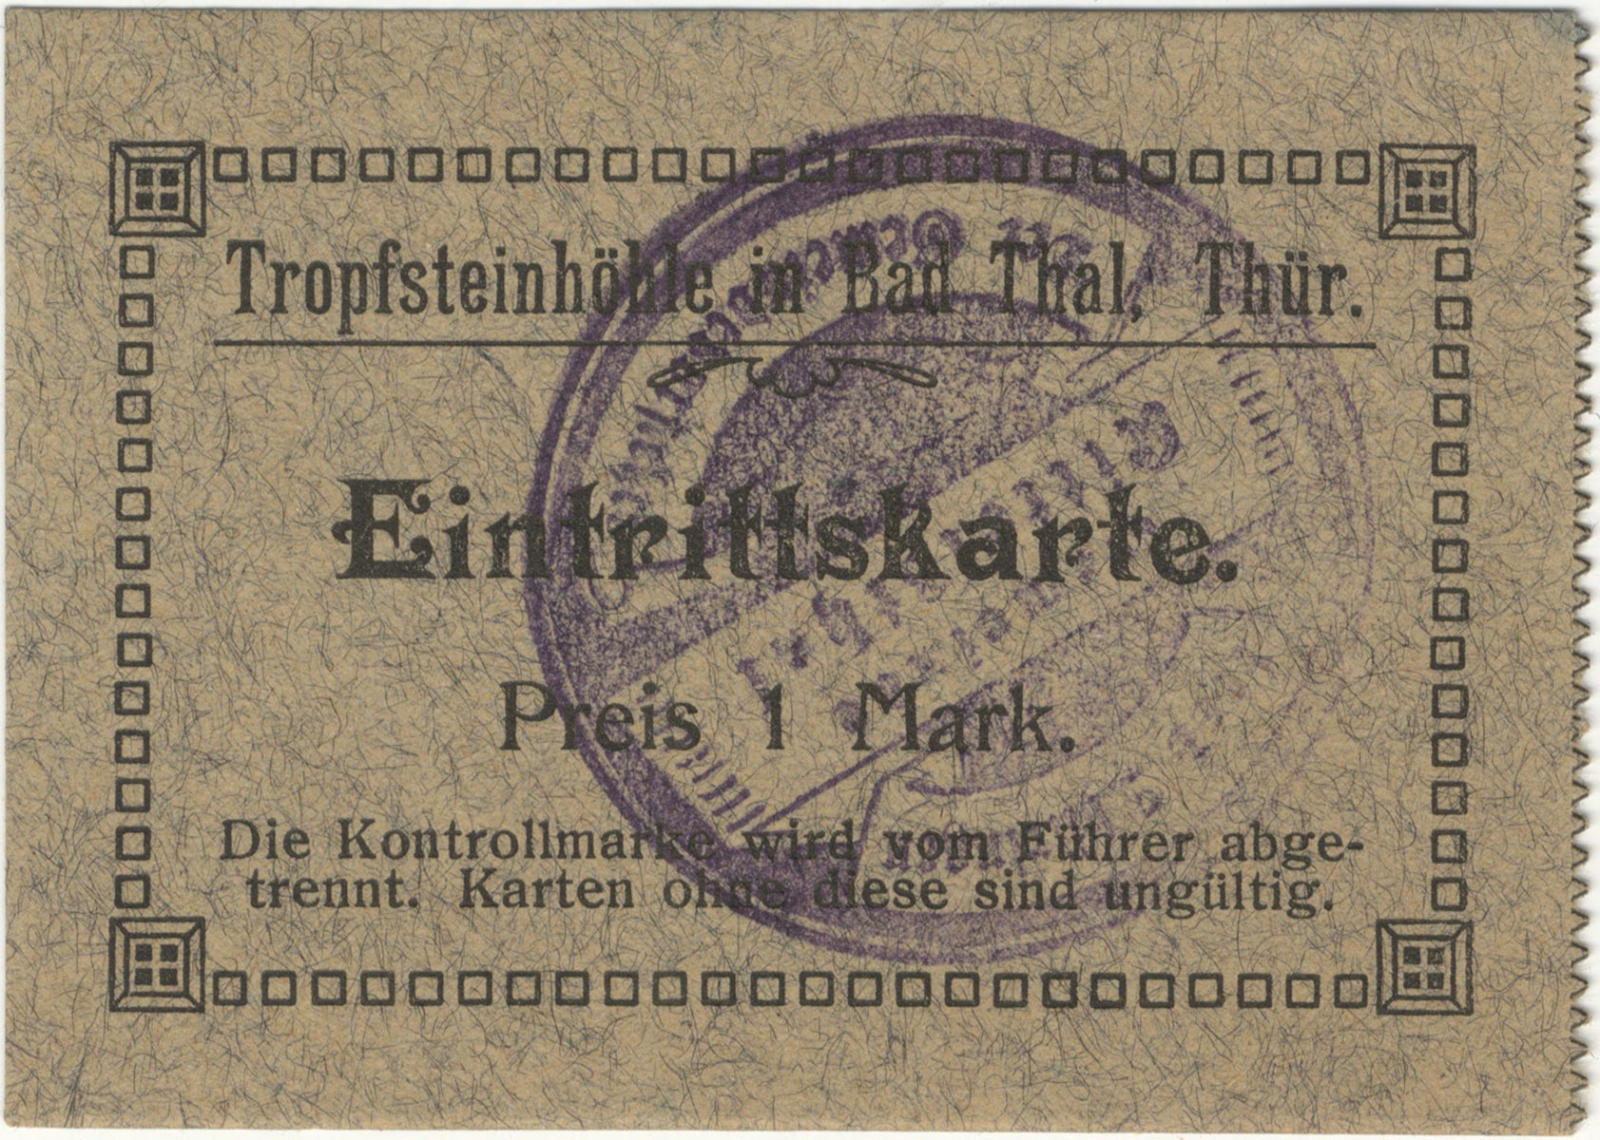 Tropfsteinhöhle in Bad Thal, Thür.
Eintrittskarte.
Preis 1 Mark.
Die Kontrollmarke wird vom Führer abge-
trennt. Karten ohne diese sind ungültig.